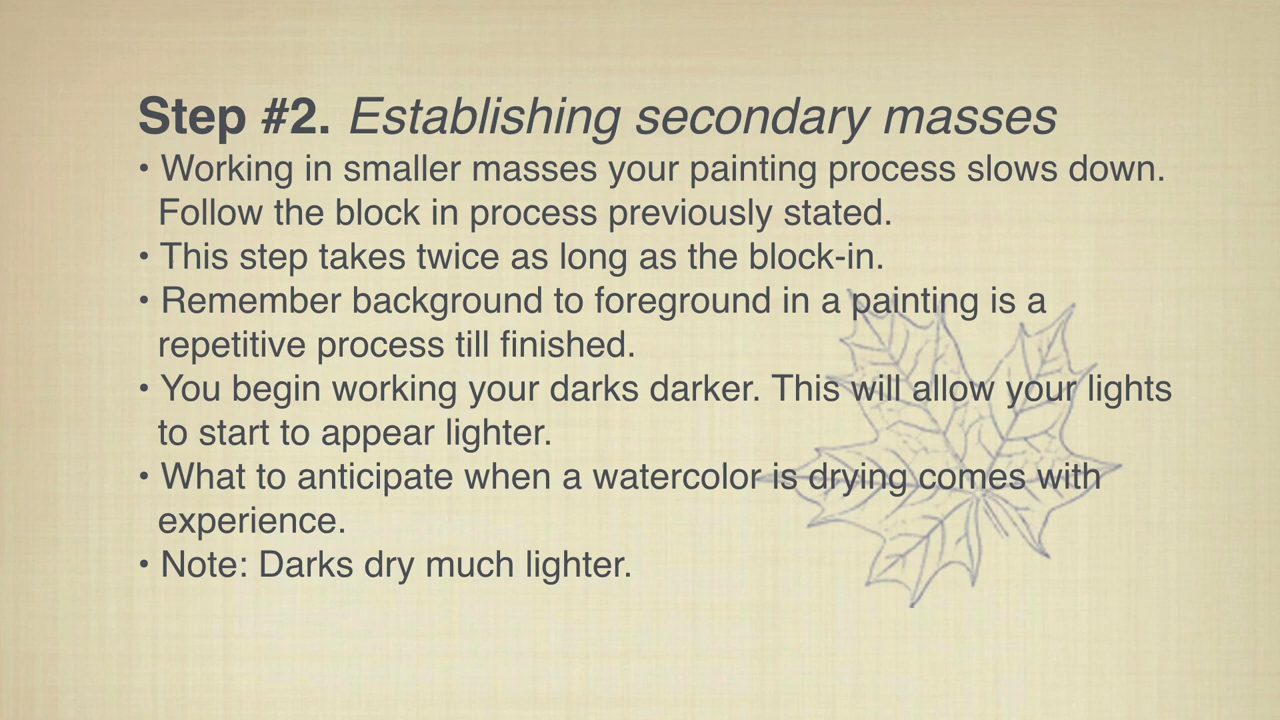 Step #2. Establishing secondary masses
• Working in smaller masses your painting process slows down.
Follow the block in process previously stated.
• This step takes twice as long as the block-in.
• Remember background to foreground in a painting is a
repetitive process till finished.
• You begin working your darks darker. This will allow your lights
to start to appear lighter.
• What to anticipate when a watercolor is drying comes with
experience.
• Note: Darks dry much lighter.